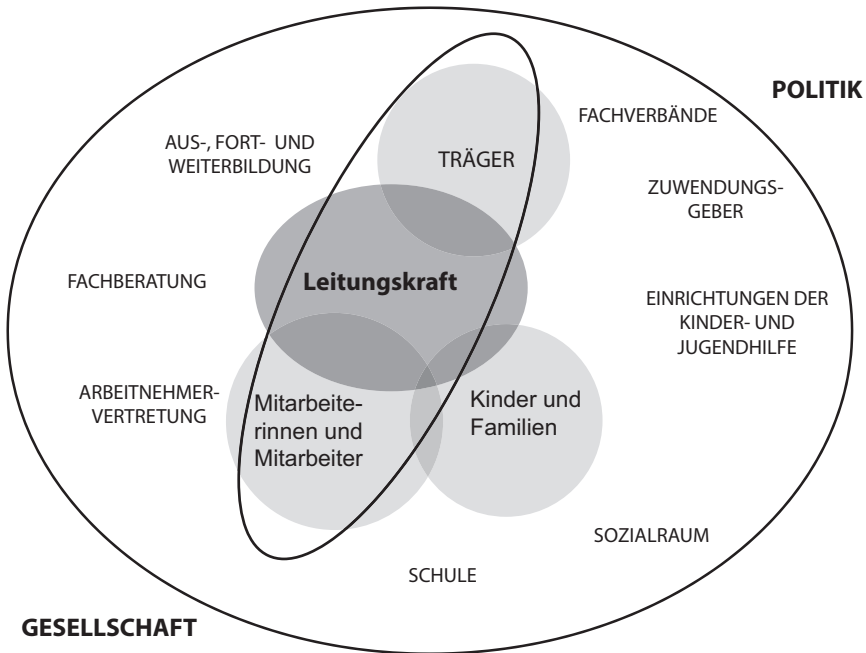 POLITIK
FACHVERBÄNDE
AUS-, FORT- UND
WEITERBILDUNG
TRÄGER
ZUWENDUNGS-
GEBER
FACHBERATUNG
Leitungskraft
EINRICHTUNGEN DER
KINDER- UND
JUGENDHILFE
ARBEITNEHMER-
VERTRETUNG
Mitarbeite-
rinnen und
Mitarbeiter
Kinder und
Familien
SOZIALRAUM
SCHULE
GESELLSCHAFT